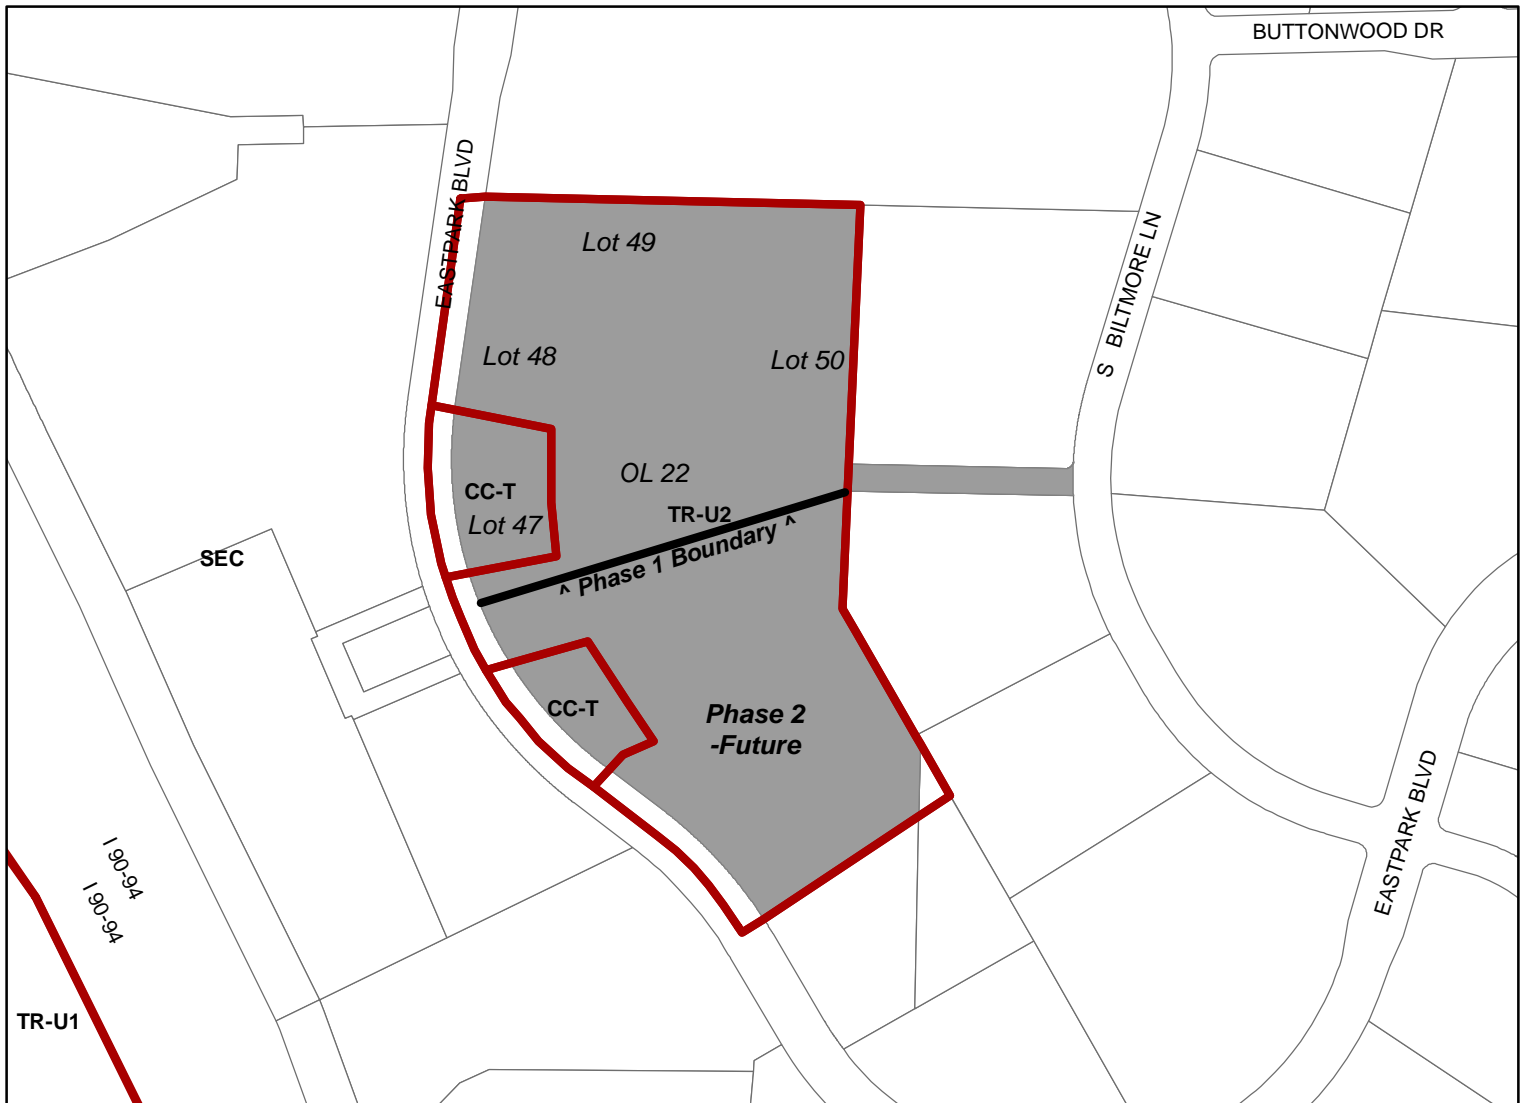 BUTTONWOOD DR
EASTPARK BLVD
Lot 49
S BILTMORE LN
Lot 48
Lot 50
OL 22
CC-T
Lot 47
TR-U2
^ Phase 1 Boundary ^
SEC
CC-T
Phase 2
-Future
EASTPARK BLVD
I 90-94
I 90-94
TR-U1